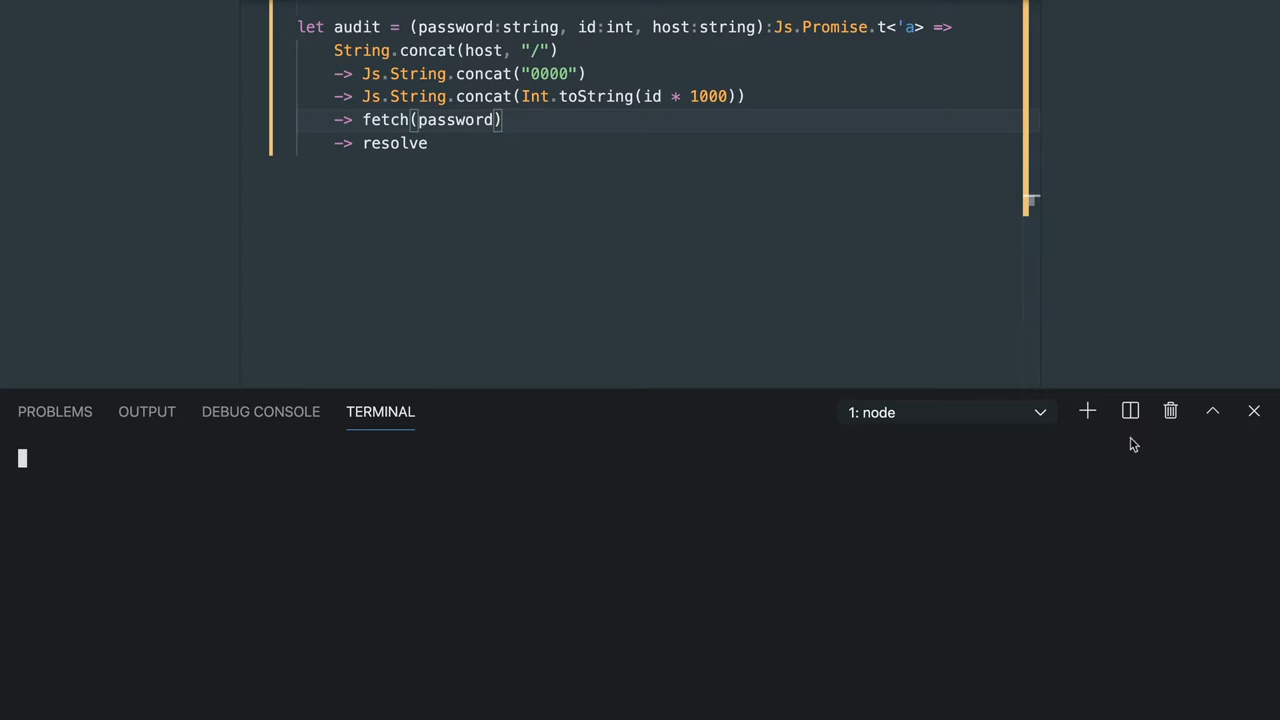 let audit = (password:string, id:int, host:string):Js.Promise.t<'a> =>
String.concat(host, "/")
-> Js.String.concat("0000")
-> Js.String.concat(Int.toString(id * 1000))
-> fetch(password)
-> resolve
PROBLEMS OUTPUT DEBUG CONSOLE TERMINAL 1: node